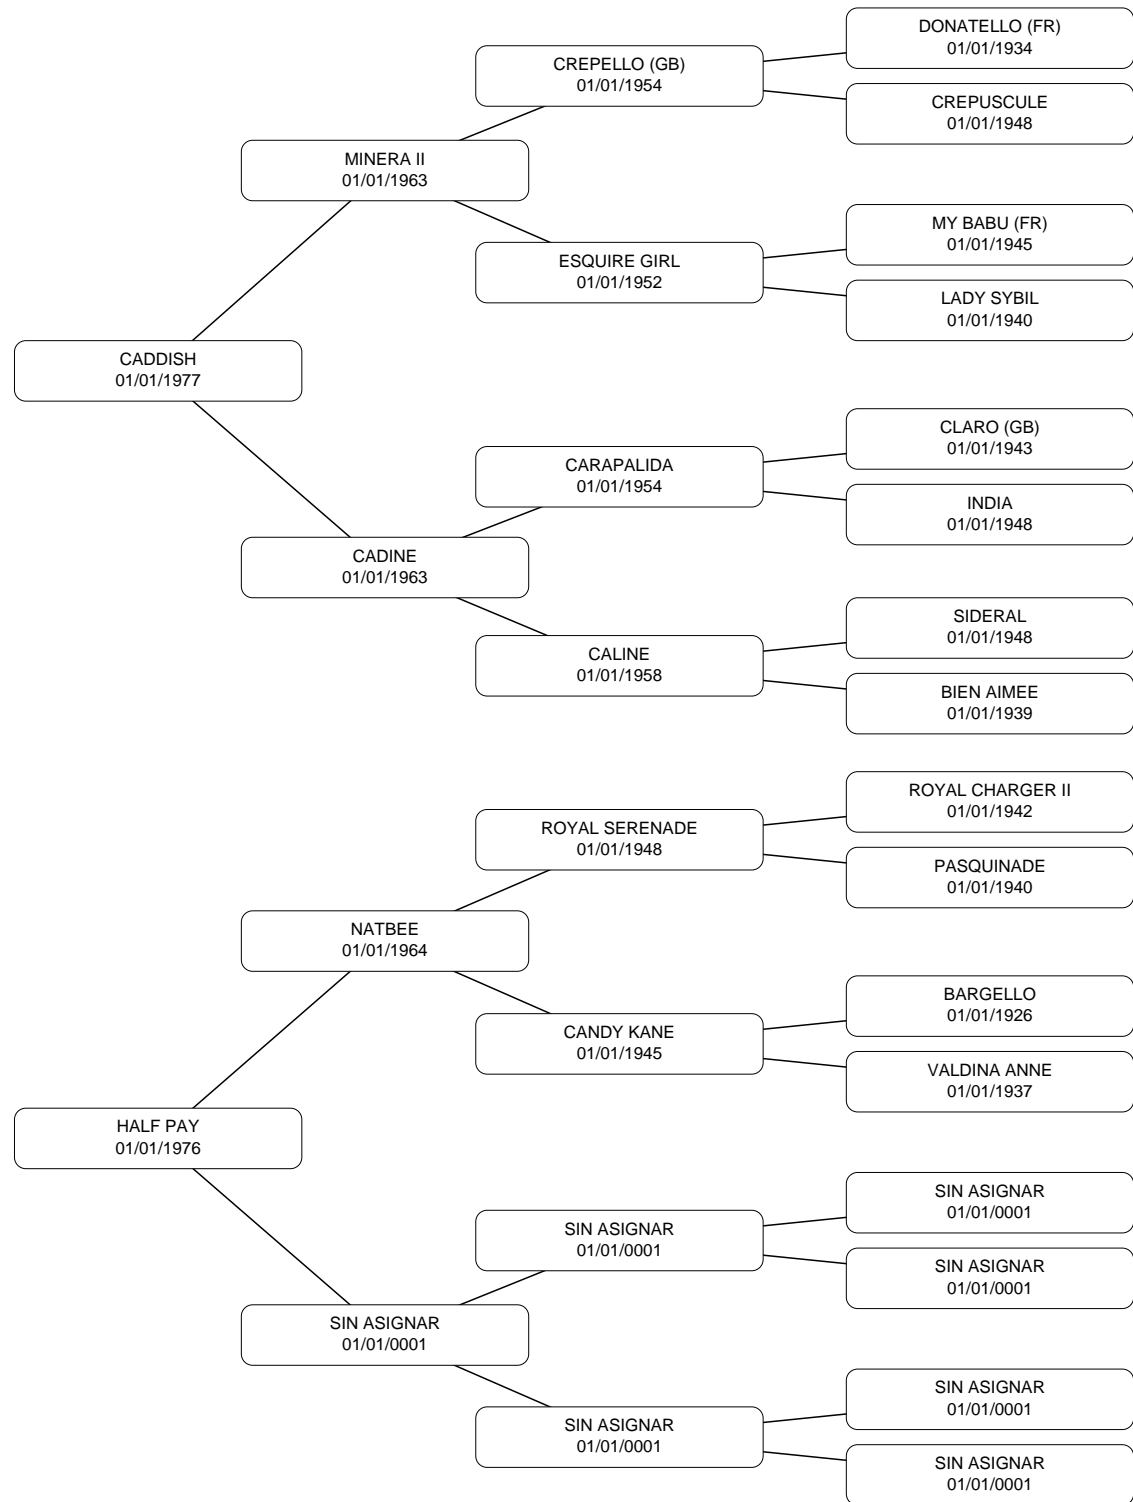 DONATELLO (FR)
01/01/1934
CREPELLO (GB)
01/01/1954
CREPUSCULE
01/01/1948
MINERA II
01/01/1963
MY BABU (FR)
01/01/1945
ESQUIRE GIRL
01/01/1952
LADY SYBIL
01/01/1940
CADDISH
01/01/1977
CLARO (GB)
01/01/1943
CARAPALIDA
01/01/1954
INDIA
01/01/1948
CADINE
01/01/1963
SIDERAL
01/01/1948
CALINE
01/01/1958
BIEN AIMEE
01/01/1939
ROYAL CHARGER II
01/01/1942
ROYAL SERENADE
01/01/1948
PASQUINADE
01/01/1940
NATBEE
01/01/1964
BARGELLO
01/01/1926
CANDY KANE
01/01/1945
VALDINA ANNE
01/01/1937
HALF PAY
01/01/1976
SIN ASIGNAR
01/01/0001
SIN ASIGNAR
01/01/0001
SIN ASIGNAR
01/01/0001
SIN ASIGNAR
01/01/0001
SIN ASIGNAR
01/01/0001
SIN ASIGNAR
01/01/0001
SIN ASIGNAR
01/01/0001